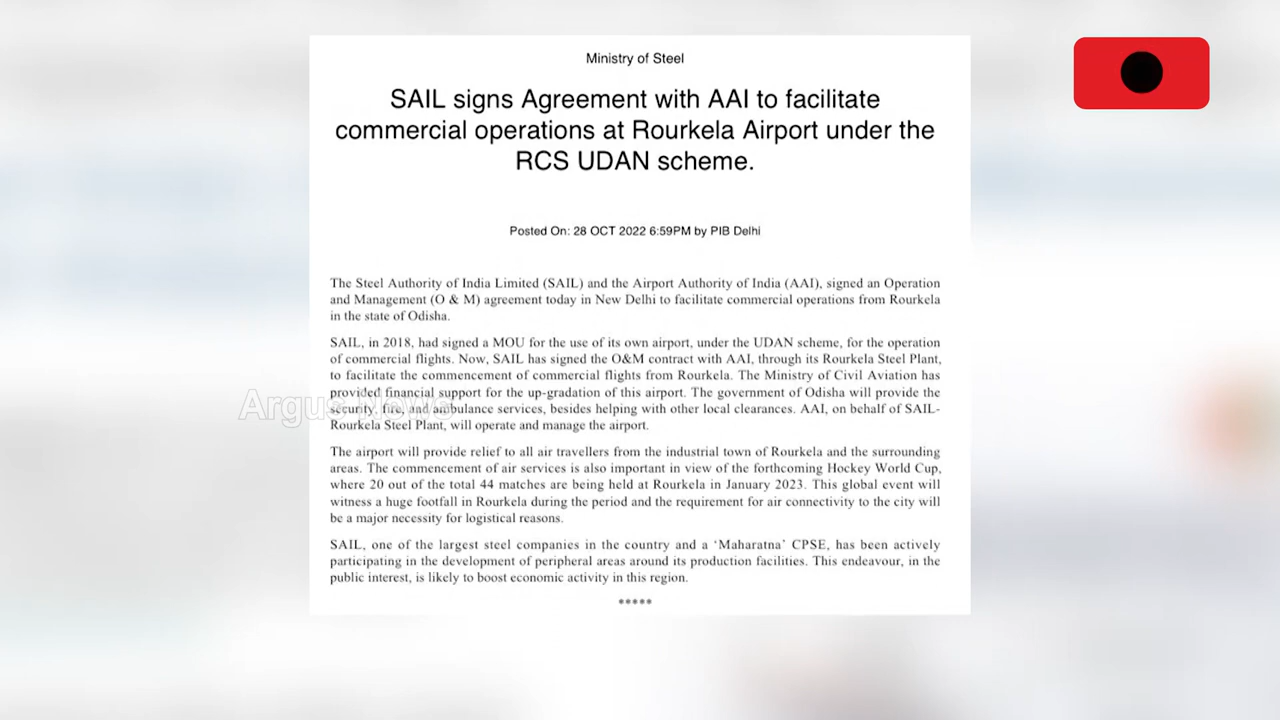 Ministry of Steel
SAIL signs Agreement with AAI to facilitate
commercial operations at Rourkela Airport under the
RCS UDAN scheme.
Posted On: 28 OCT 2022 6:59PM by PIB Delhi
The Steel Authority of India Limited (SAIL) and the Airport Authority of India (AAI), signed an Operation
and Management (O & M) agreement today in New Delhi to facilitate commercial operations from Rourkela
in the state of Odisha.
SAIL, in 2018, had signed a MOU for the use of its own airport, under the UDAN scheme, for the operation
of commercial flights. Now, SAIL has signed the O&M contract with AAI, through its Rourkela Steel Plant,
to facilitate the commencement of commercial flights from Rourkela. The Ministry of Civil Aviation has
provided financial support for the up-gradation of this airport. The government of Odisha will provide the
Argus News
security, fire, and ambulance services, besides helping with other local clearances. AAI, on behalf of SAIL-
Rourkela Steel Plant, will operate and manage the airport.
The airport will provide relief to all air travellers from the industrial town of Rourkela and the surrounding
areas. The commencement of air services is also important in view of the forthcoming Hockey World Cup,
where 20 out of the total 44 matches are being held at Rourkela in January 2023. This global event will
witness a huge footfall in Rourkela during the period and the requirement for air connectivity to the city will
be a major necessity for logistical reasons.
SAIL, one of the largest steel companies in the country and a ‘Maharatna’ CPSE, has been actively
participating in the development of peripheral areas around its production facilities. This endeavour, in the
public interest, is likely to boost economic activity in this region.
*****